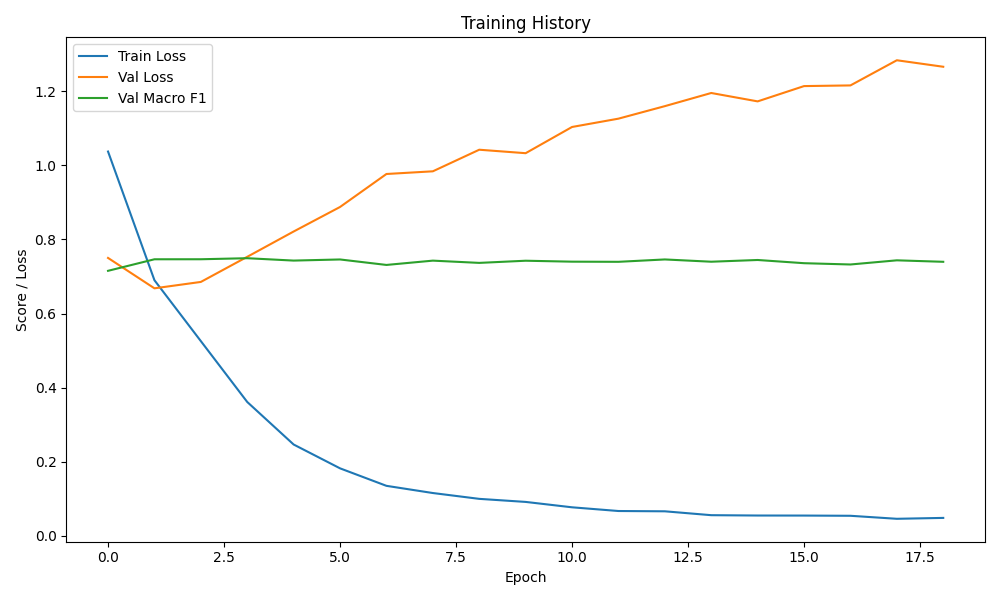 Training History
Train Loss
Val Loss
Val Macro F1
Score / Loss
1.2
1.0
0.8
0.6
0.4
0.2
0.0
0.0 2.5 5.0 7.5 10.0 12.5 15.0 17.5
Epoch